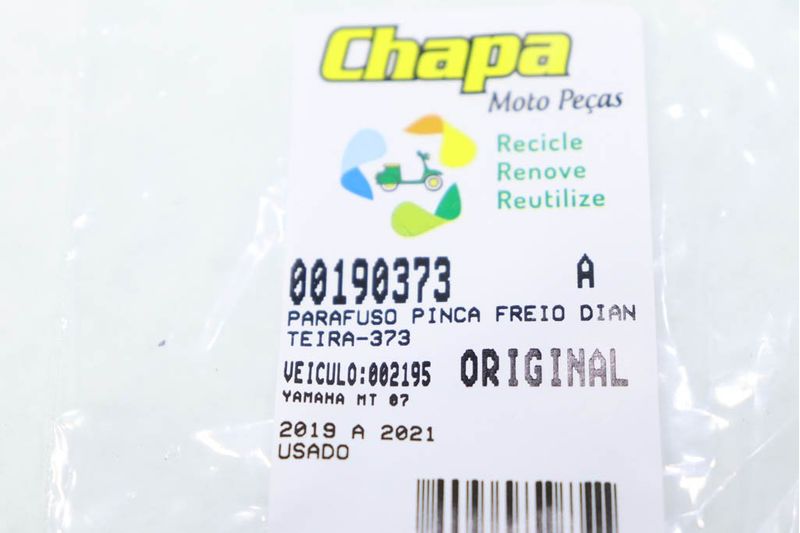 Chapa
Moto Peças
Recicle
Renove
Reutilize
00190373 A
PARAFUSO PINCA FREIO DIAN
TEIRA-373
VEICULO:002195 ORIGINAL
YAMAHA MT 07
2019 A 2021
USADO